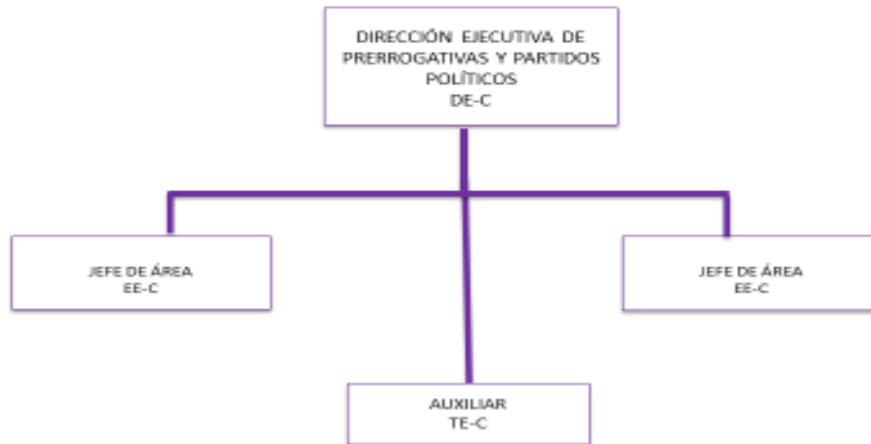 DIRECCIÓN EJECUTIVA DE
PRERROGATIVAS Y PARTIDOS
POLÍTICOS
DE-C
JEFE DE ÁREA
EE-C
JEFE DE ÁREA
EE-C
AUXILIAR
TE-C